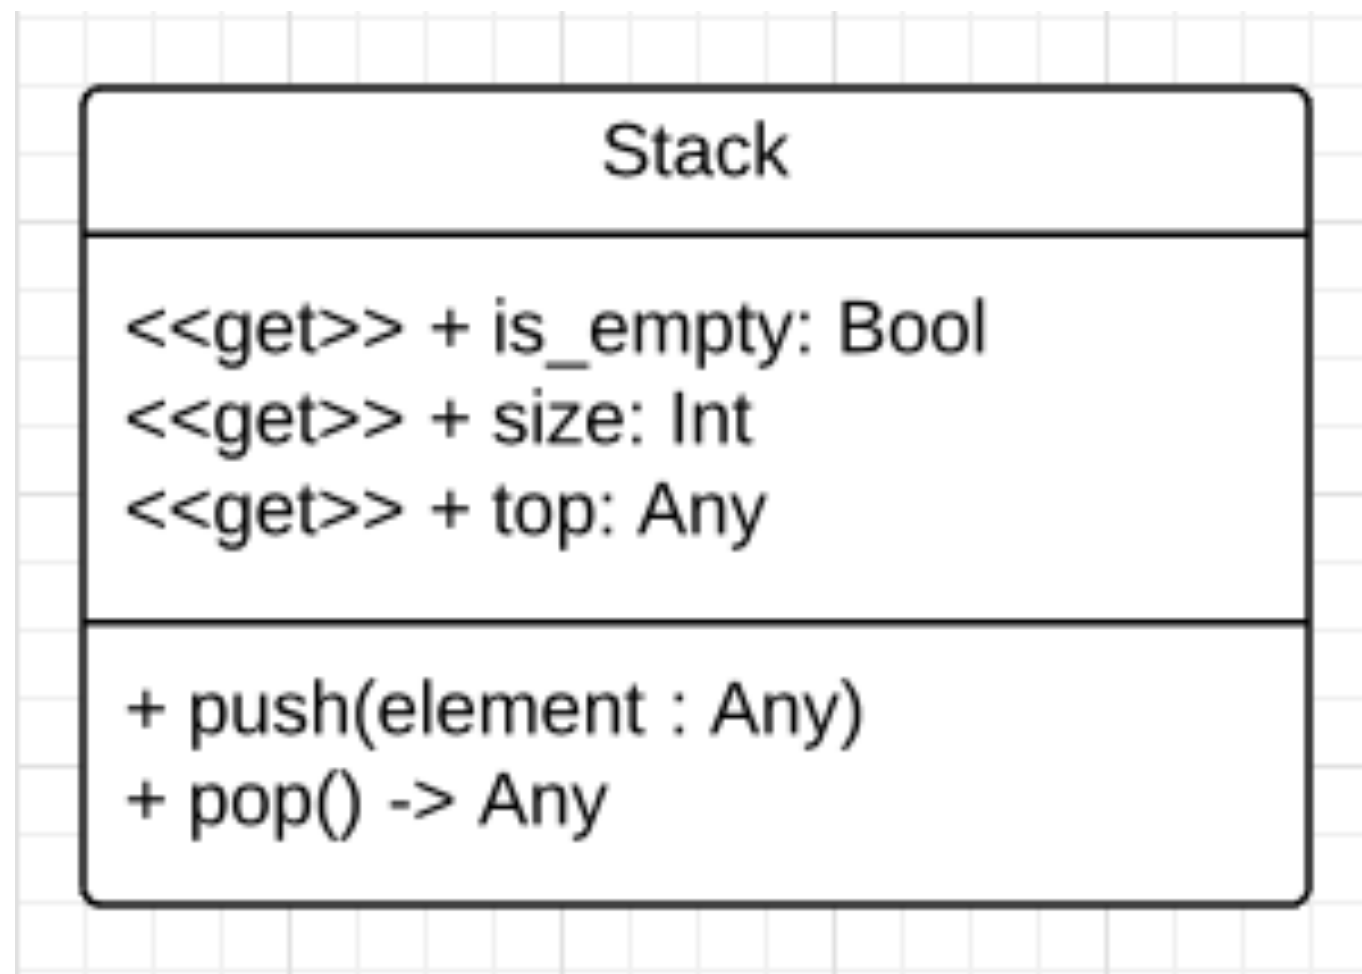 Stack
<<get>> + is_empty: Bool
<<get>> + size: Int
<<get>> + top: Any
+ push(element : Any)
+ pop() -> Any